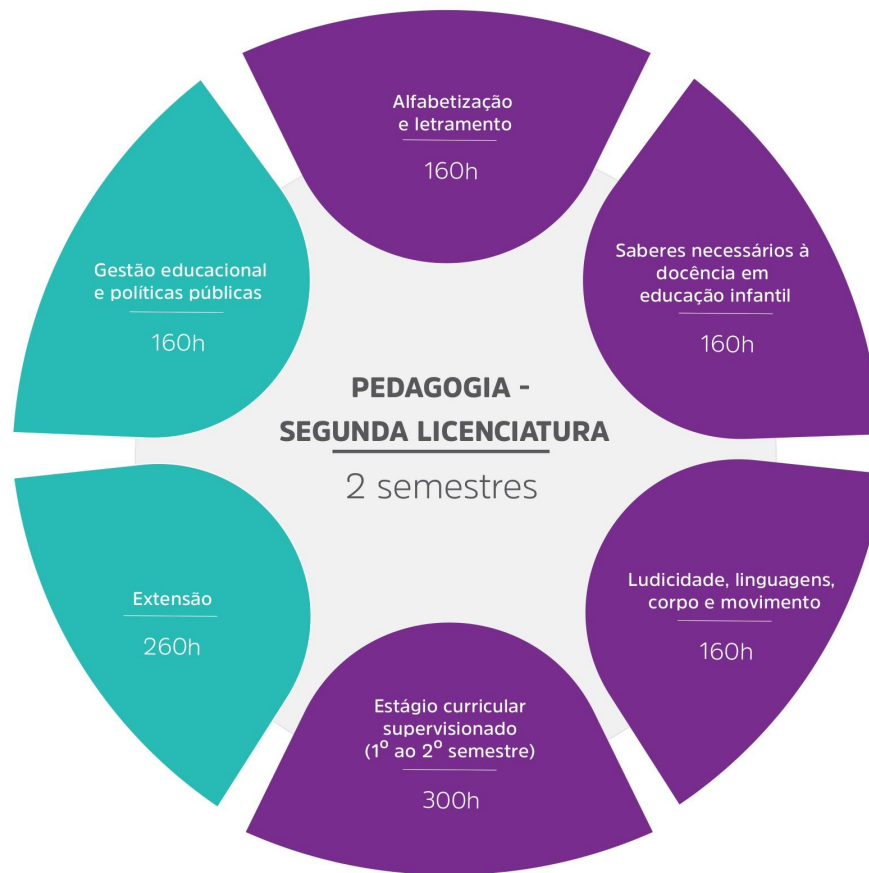 Alfabetização
e letramento
160h
Saberes necessários à
docência em
educação infantil
160h
Ludicidade, linguagens,
corpo e movimento
160h
Estágio curricular
supervisionado
(1º ao 2º semestre)
300h
Extensão
260h
Gestão educacional
e políticas públicas
160h
PEDAGOGIA -
SEGUNDA LICENCIATURA
2 semestres